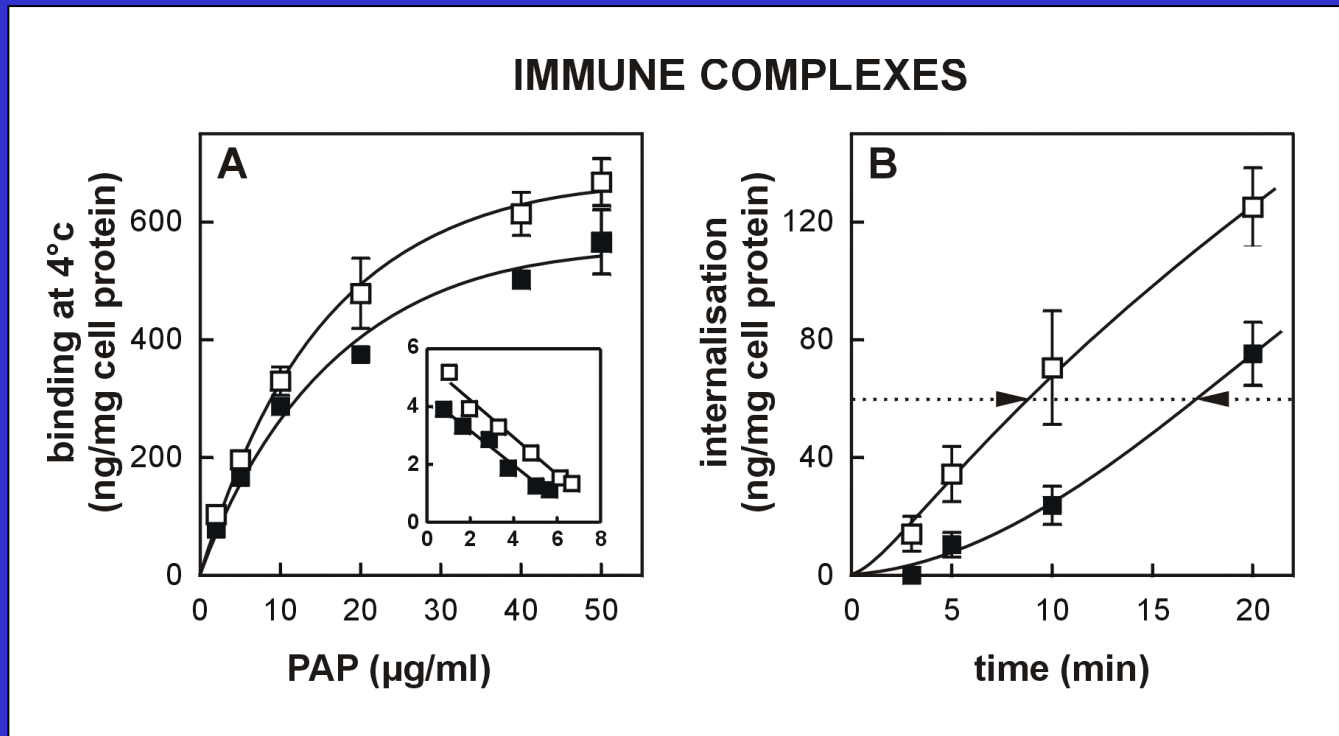 IMMUNE COMPLEXES
A
binding at 4°c
(ng/mg cell protein)
600
400
200
0
0 10 20 30 40 50
PAP (µg/ml)
6
4
2
0
0 2 4 6 8
B
internalisation
(ng/mg cell protein)
120
80
40
0
0 5 10 15 20
time (min)